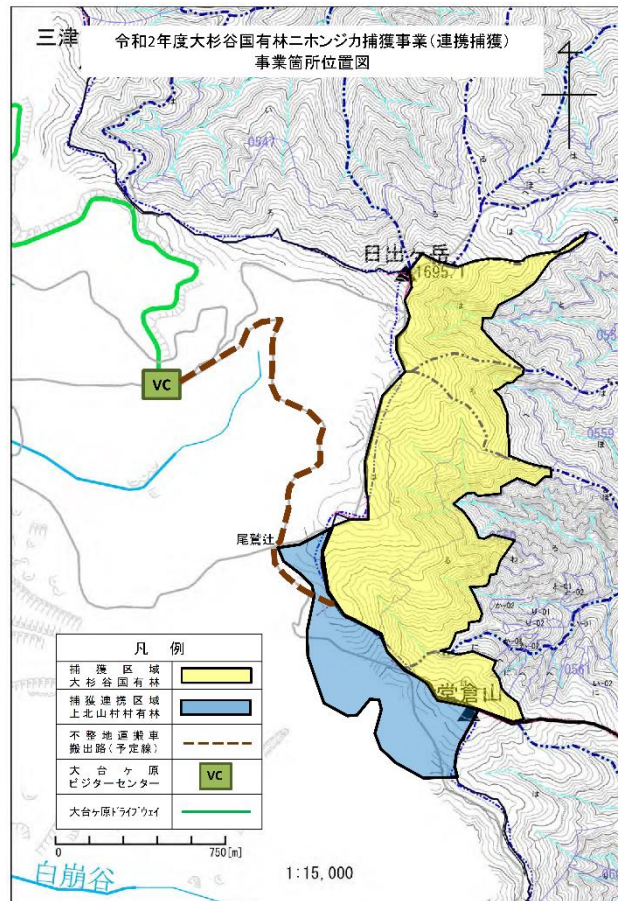 三津
令和2年度大杉谷国有林ニホンジカ捕獲事業(連携捕獲)
事業箇所位置図
4
0547
日出ヶ岳
1695.1
VC
0559
尾鷲辻
0561
堂倉山
凡例
捕獲区域
大杉谷国有林
捕獲連携区域
上北山村村有林
不整地運搬車
搬出路(予定線)
大台ヶ原
ビジターセンター
VC
大台ヶ原ドライブウェイ
0
750[m]
1:15,000
白崩谷